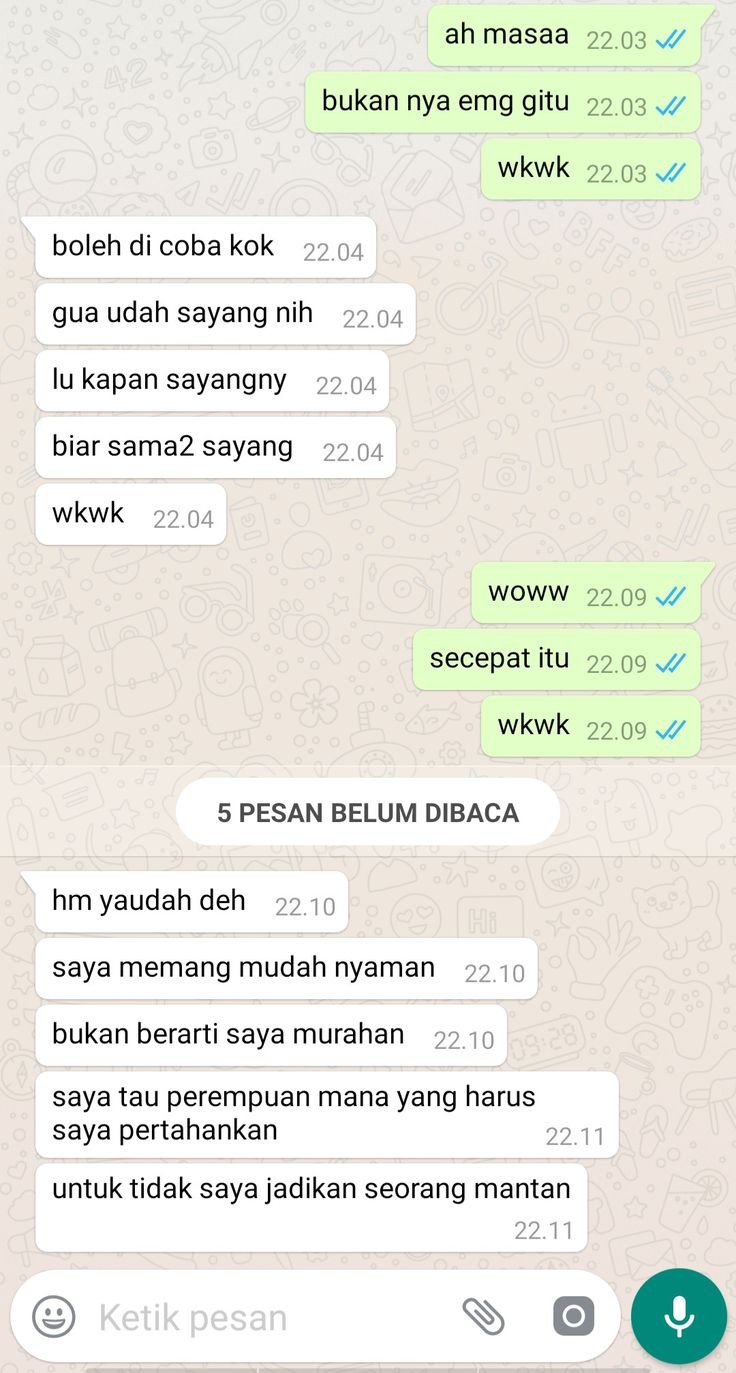 ah masaa 22.03
bukan nya emg gitu 22.03
wkwk 22.03
boleh di coba kok 22.04
gua udah sayang nih 22.04
lu kapan sayangny 22.04
biar sama2 sayang 22.04
wkwk 22.04
woww 22.09
secepat itu 22.09
wkwk 22.09
5 PESAN BELUM DIBACA
hm yaudah deh 22.10
saya memang mudah nyaman 22.10
bukan berarti saya murahan 22.10
saya tau perempuan mana yang harus
saya pertahankan 22.11
untuk tidak saya jadikan seorang mantan
22.11
Ketik pesan